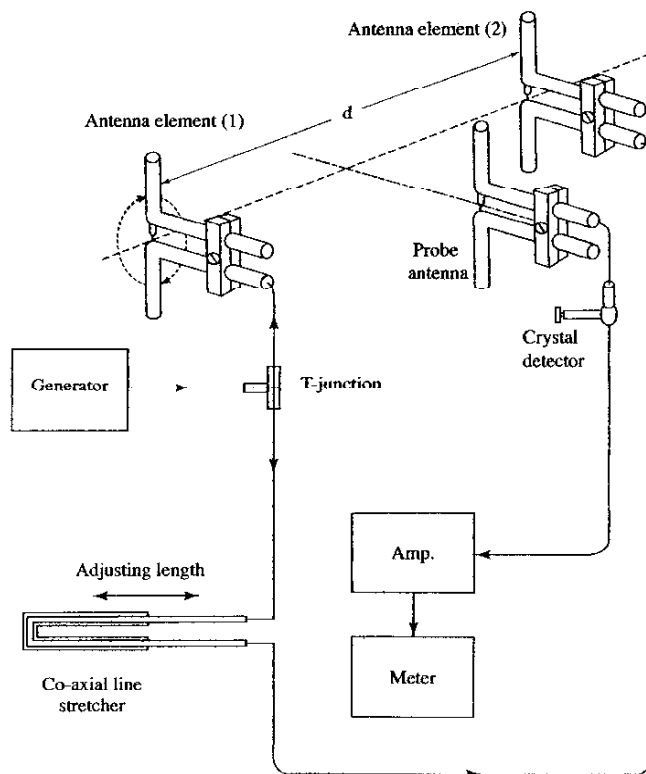 Antenna element (2)
Antenna element (1)
d
Probe
antenna
Crystal
detector
Generator
T-junction
Amp.
Adjusting length
Meter
Co-axial line
stretcher